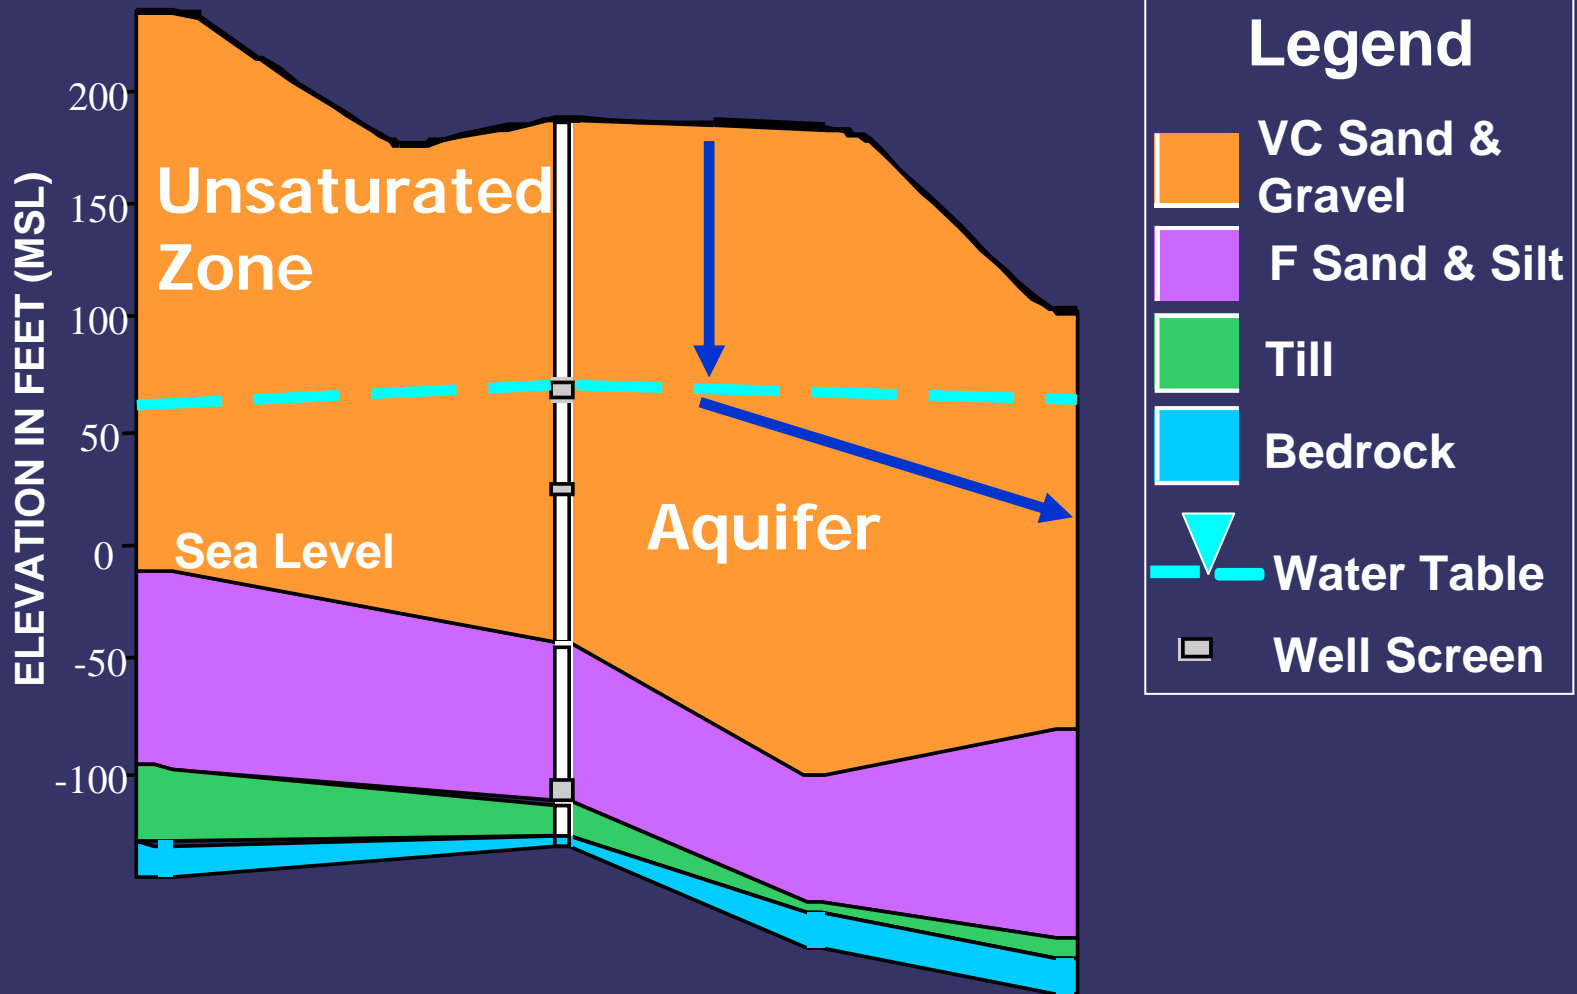 ELEVATION IN FEET (MSL)
200
150
100
50
0
-50
-100
Unsaturated
Zone
Sea Level
Aquifer
Legend
VC Sand &
Gravel
F Sand & Silt
Till
Bedrock
Water Table
Well Screen